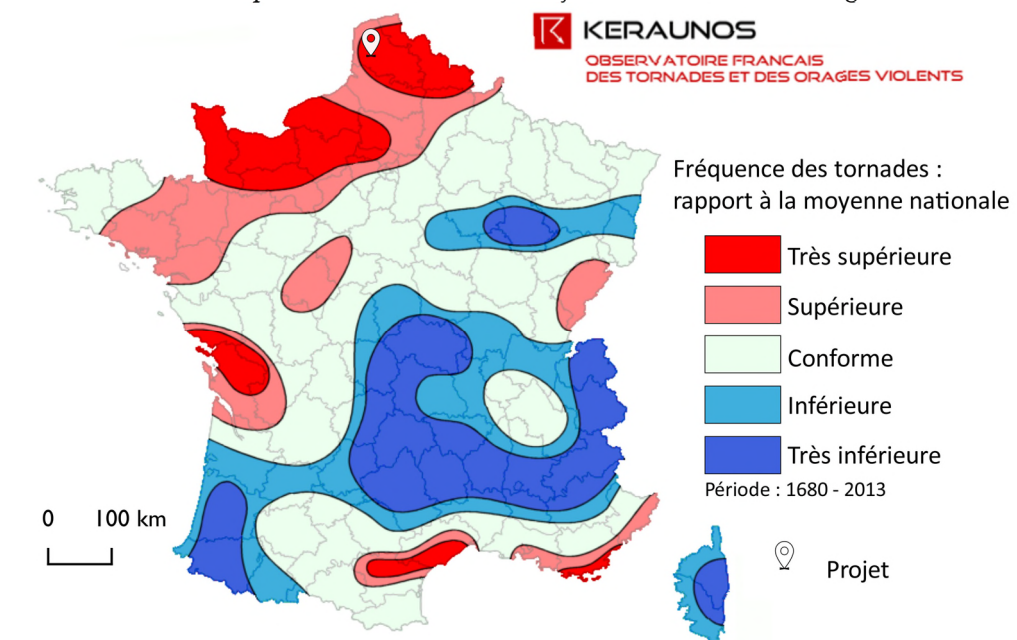 KERAUNOS
OBSERVATOIRE FRANCAIS
DES TORNADES ET DES ORAGES VIOLENTS
Fréquence des tornades :
rapport à la moyenne nationale
Très supérieure
Supérieure
Conforme
Inférieure
Très inférieure
Période : 1680 - 2013
0 100 km
Projet